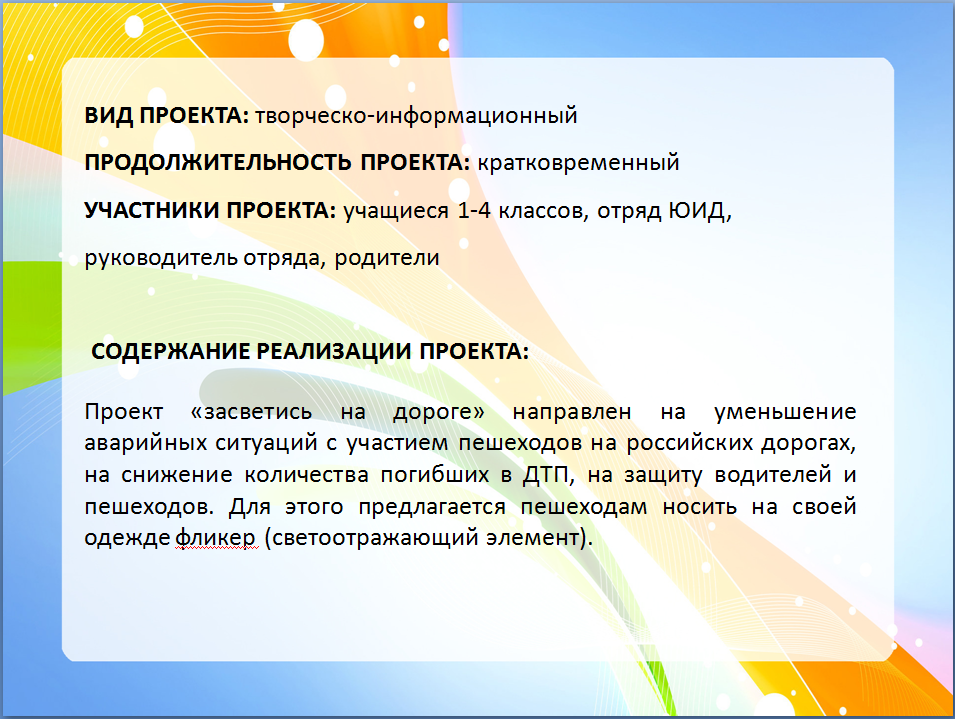 ВИД ПРОЕКТА: творческо-информационный
ПРОДОЛЖИТЕЛЬНОСТЬ ПРОЕКТА: кратковременный
УЧАСТНИКИ ПРОЕКТА: учащиеся 1-4 классов, отряд ЮИД,
руководитель отряда, родители
СОДЕРЖАНИЕ РЕАЛИЗАЦИИ ПРОЕКТА:
Проект «засветись на дороге» направлен на уменьшение
аварийных ситуаций с участием пешеходов на российских дорогах,
на снижение количества погибших в ДТП, на защиту водителей и
пешеходов. Для этого предлагается пешеходам носить на своей
одежде фликер (светоотражающий элемент).